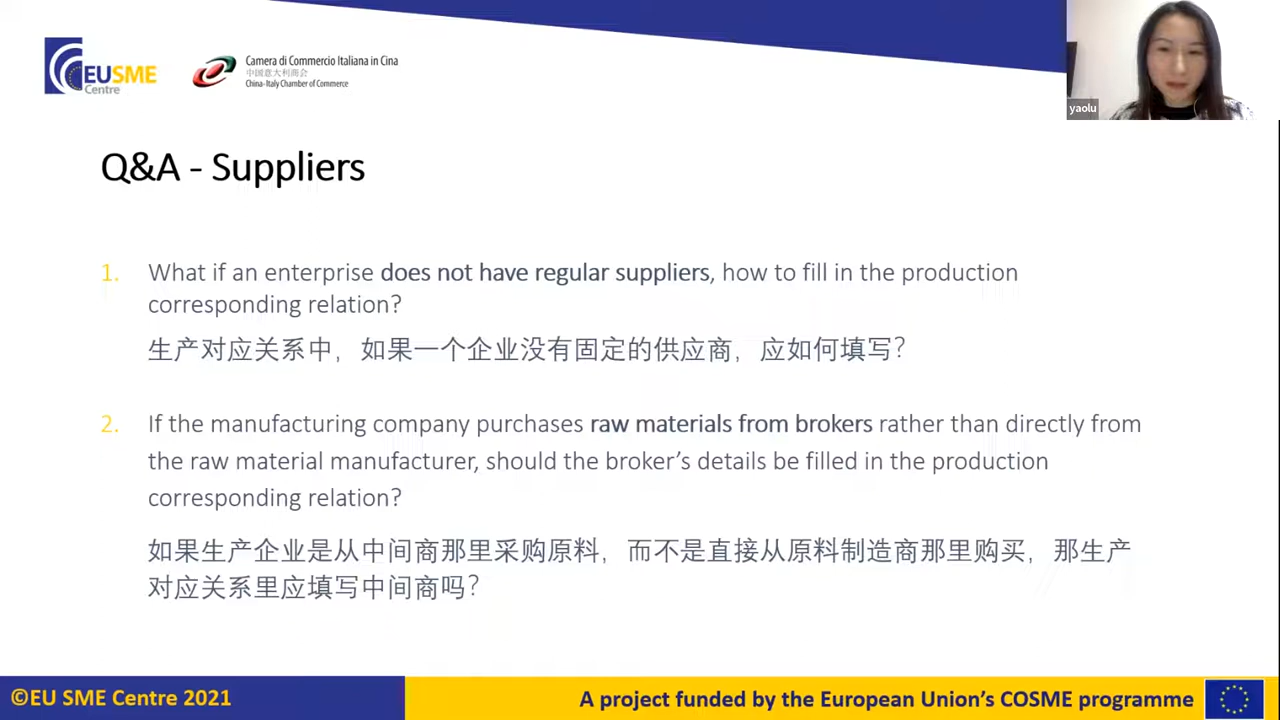 EUSME
Centre
Camera di Commercio Italiana in Cina
中国意大利商会
China-Italy Chamber of Commerce
yaolu
Q&A - Suppliers
1. What if an enterprise does not have regular suppliers, how to fill in the production
corresponding relation?
生产对应关系中，如果一个企业没有固定的供应商，应如何填写？
2. If the manufacturing company purchases raw materials from brokers rather than directly from
the raw material manufacturer, should the broker's details be filled in the production
corresponding relation?
如果生产企业是从中间商那里采购原料，而不是直接从原料制造商那里购买，那生产
对应关系里应填写中间商吗？
©EU SME Centre 2021
A project funded by the European Union's COSME programme